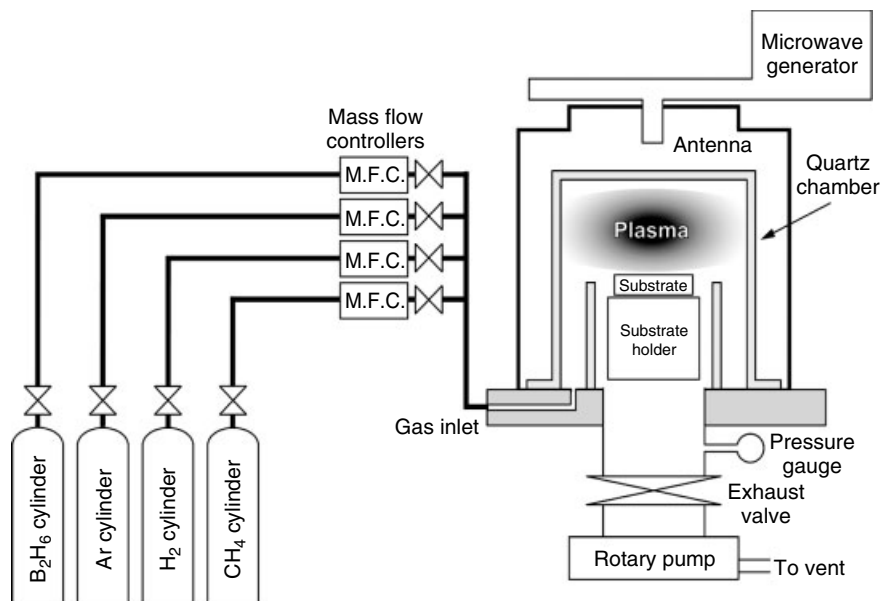 Microwave
generator
Mass flow
controllers
Antenna
Quartz
chamber
M.F.C.
M.F.C.
M.F.C.
M.F.C.
Plasma
Substrate
Substrate
holder
Gas inlet
Pressure
gauge
Exhaust
valve
Rotary pump
To vent
B₂H₆ cylinder
Ar cylinder
H₂ cylinder
CH₄ cylinder